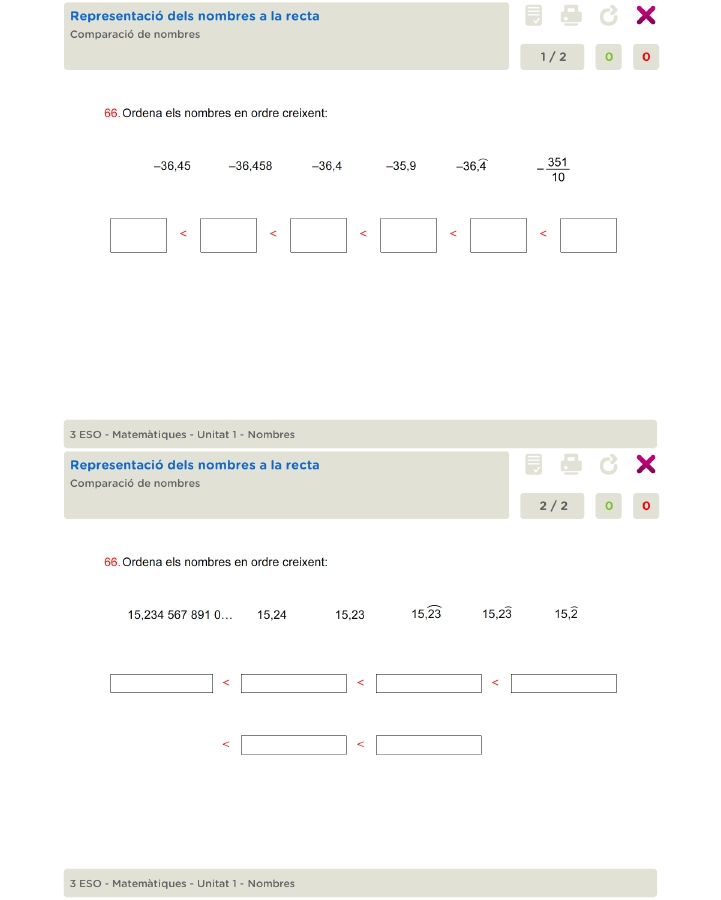 Representació dels nombres a la recta
Comparació de nombres
1 / 2 0 0
66. Ordena els nombres en ordre creixent:
–36,45 –36,458 –36,4 –35,9 –36,4̑ –351/10
< < < < <
3 ESO - Matemàtiques - Unitat 1 - Nombres
Representació dels nombres a la recta
Comparació de nombres
2 / 2 0 0
66. Ordena els nombres en ordre creixent:
15,234 567 891 0... 15,24 15,23 15,2͡3 15,23̑ 15,2̑
< < <
< <
3 ESO - Matemàtiques - Unitat 1 - Nombres